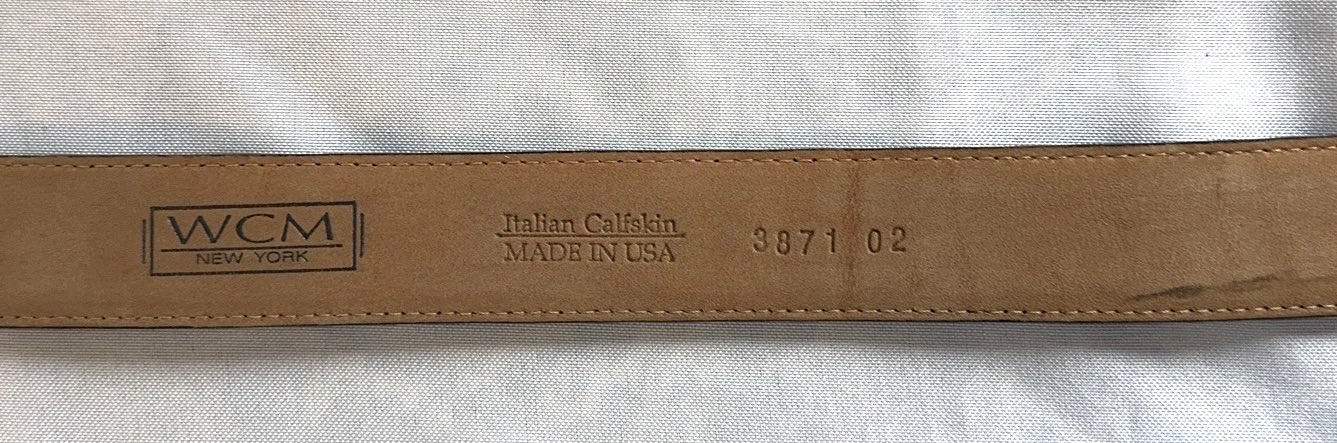 WCM
NEW YORK
Italian Calfskin
MADE IN USA
3871 02